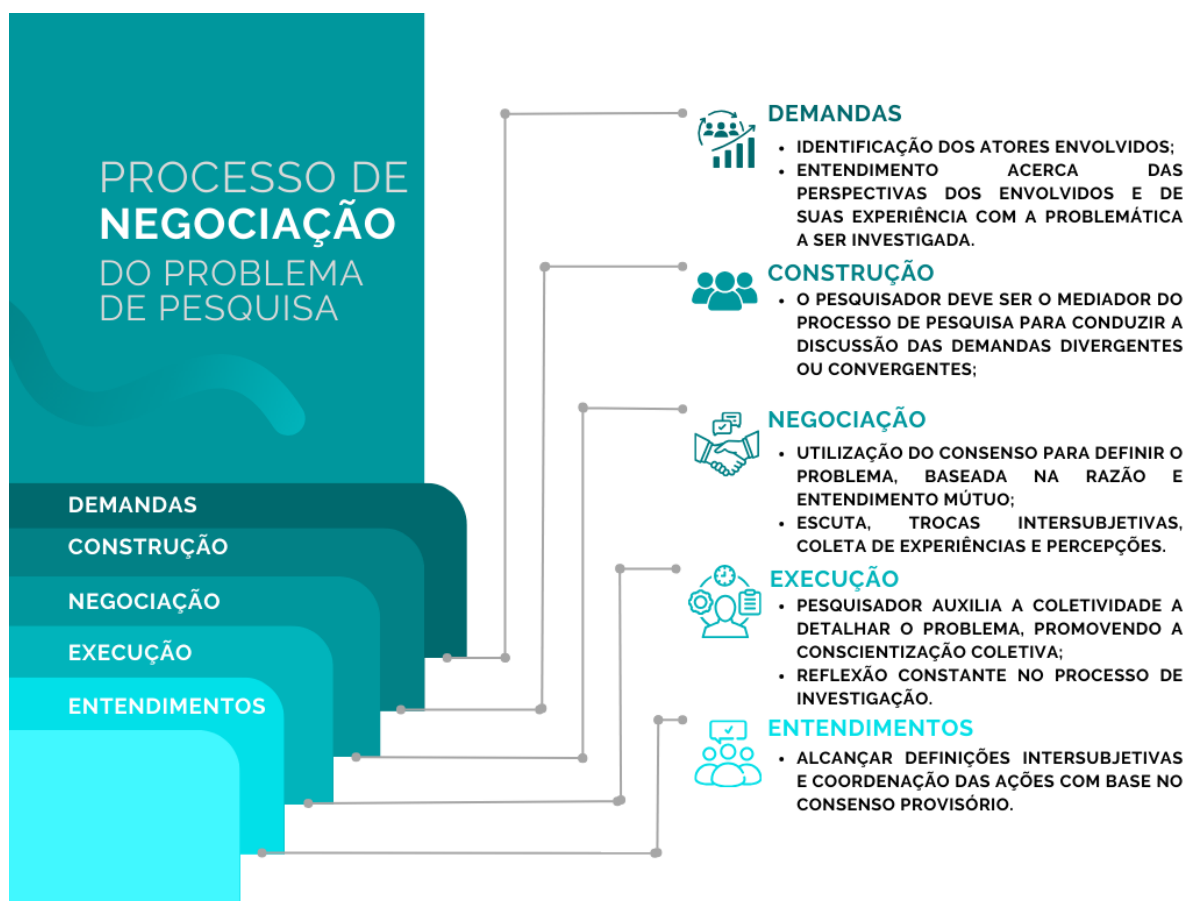 PROCESSO DE
NEGOCIAÇÃO
DO PROBLEMA
DE PESQUISA
DEMANDAS
CONSTRUÇÃO
NEGOCIAÇÃO
EXECUÇÃO
ENTENDIMENTOS
DEMANDAS
• IDENTIFICAÇÃO DOS ATORES ENVOLVIDOS;
• ENTENDIMENTO ACERCA DAS
PERSPECTIVAS DOS ENVOLVIDOS E DE
SUAS EXPERIÊNCIA COM A PROBLEMÁTICA
A SER INVESTIGADA.
CONSTRUÇÃO
• O PESQUISADOR DEVE SER O MEDIADOR DO
PROCESSO DE PESQUISA PARA CONDUZIR A
DISCUSSÃO DAS DEMANDAS DIVERGENTES
OU CONVERGENTES;
NEGOCIAÇÃO
• UTILIZAÇÃO DO CONSENSO PARA DEFINIR O
PROBLEMA, BASEADA NA RAZÃO E
ENTENDIMENTO MÚTUO;
• ESCUTA, TROCAS INTERSUBJETIVAS,
COLETA DE EXPERIÊNCIAS E PERCEPÇÕES.
EXECUÇÃO
• PESQUISADOR AUXILIA A COLETIVIDADE A
DETALHAR O PROBLEMA, PROMOVENDO A
CONSCIENTIZAÇÃO COLETIVA;
• REFLEXÃO CONSTANTE NO PROCESSO DE
INVESTIGAÇÃO.
ENTENDIMENTOS
• ALCANÇAR DEFINIÇÕES INTERSUBJETIVAS
E COORDENAÇÃO DAS AÇÕES COM BASE NO
CONSENSO PROVISÓRIO.